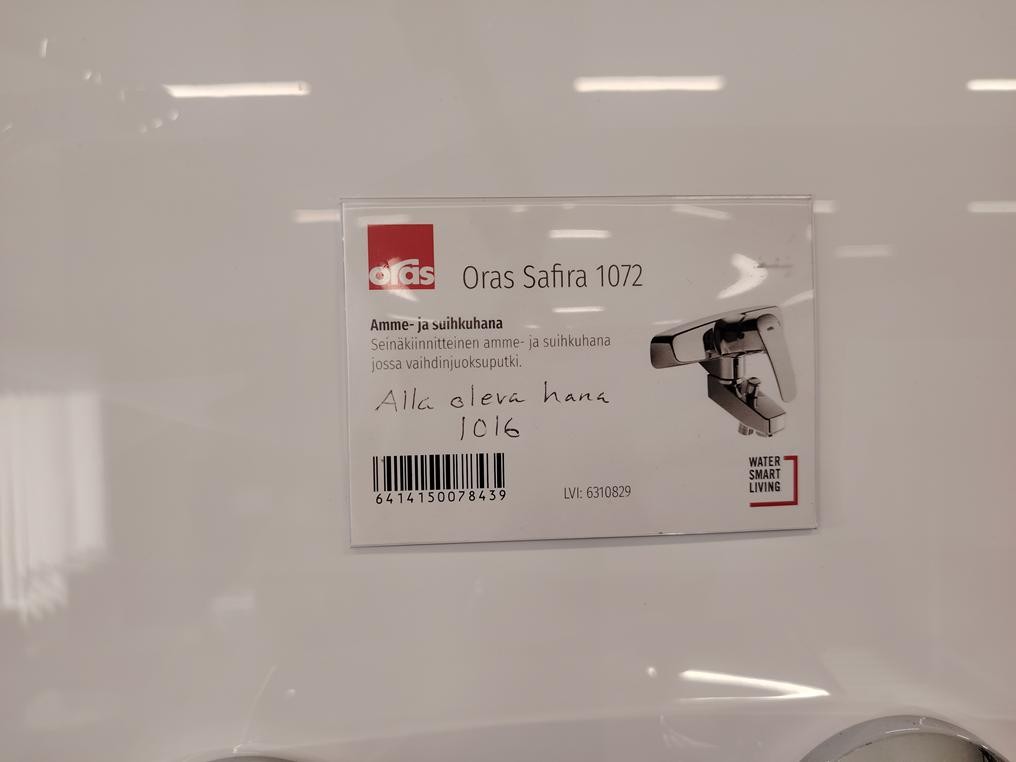 oras
Oras Safira 1072
Amme- ja suihkuhana
Seinäkiinnitteinen amme- ja suihkuhana
jossa vaihdinjuoksuputki.
Alla oleva hana
1016
6414150078439
LVI: 6310829
WATER
SMART
LIVING